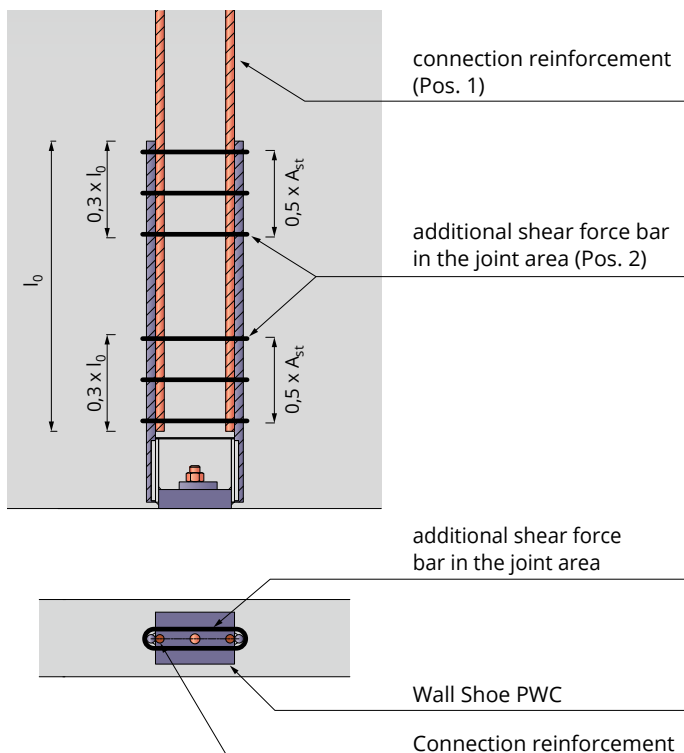 connection reinforcement
(Pos. 1)
0,3 x l₀
0,5 x Aₛₜ
l₀
additional shear force bar
in the joint area (Pos. 2)
0,3 x l₀
0,5 x Aₛₜ
additional shear force
bar in the joint area
Wall Shoe PWC
Connection reinforcement